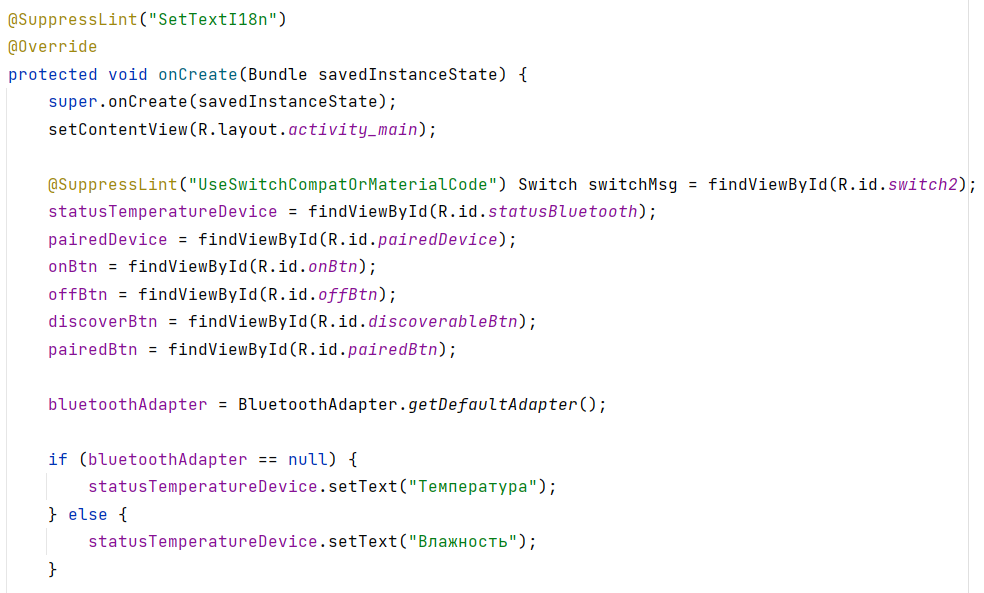 @SuppressLint("SetTextI18n")
@Override
protected void onCreate(Bundle savedInstanceState) {
    super.onCreate(savedInstanceState);
    setContentView(R.layout.activity_main);

    @SuppressLint("UseSwitchCompatOrMaterialCode") Switch switchMsg = findViewById(R.id.switch2);
    statusTemperatureDevice = findViewById(R.id.statusBluetooth);
    pairedDevice = findViewById(R.id.pairedDevice);
    onBtn = findViewById(R.id.onBtn);
    offBtn = findViewById(R.id.offBtn);
    discoverBtn = findViewById(R.id.discoverableBtn);
    pairedBtn = findViewById(R.id.pairedBtn);

    bluetoothAdapter = BluetoothAdapter.getDefaultAdapter();

    if (bluetoothAdapter == null) {
        statusTemperatureDevice.setText("Температура");
    } else {
        statusTemperatureDevice.setText("Влажность");
    }